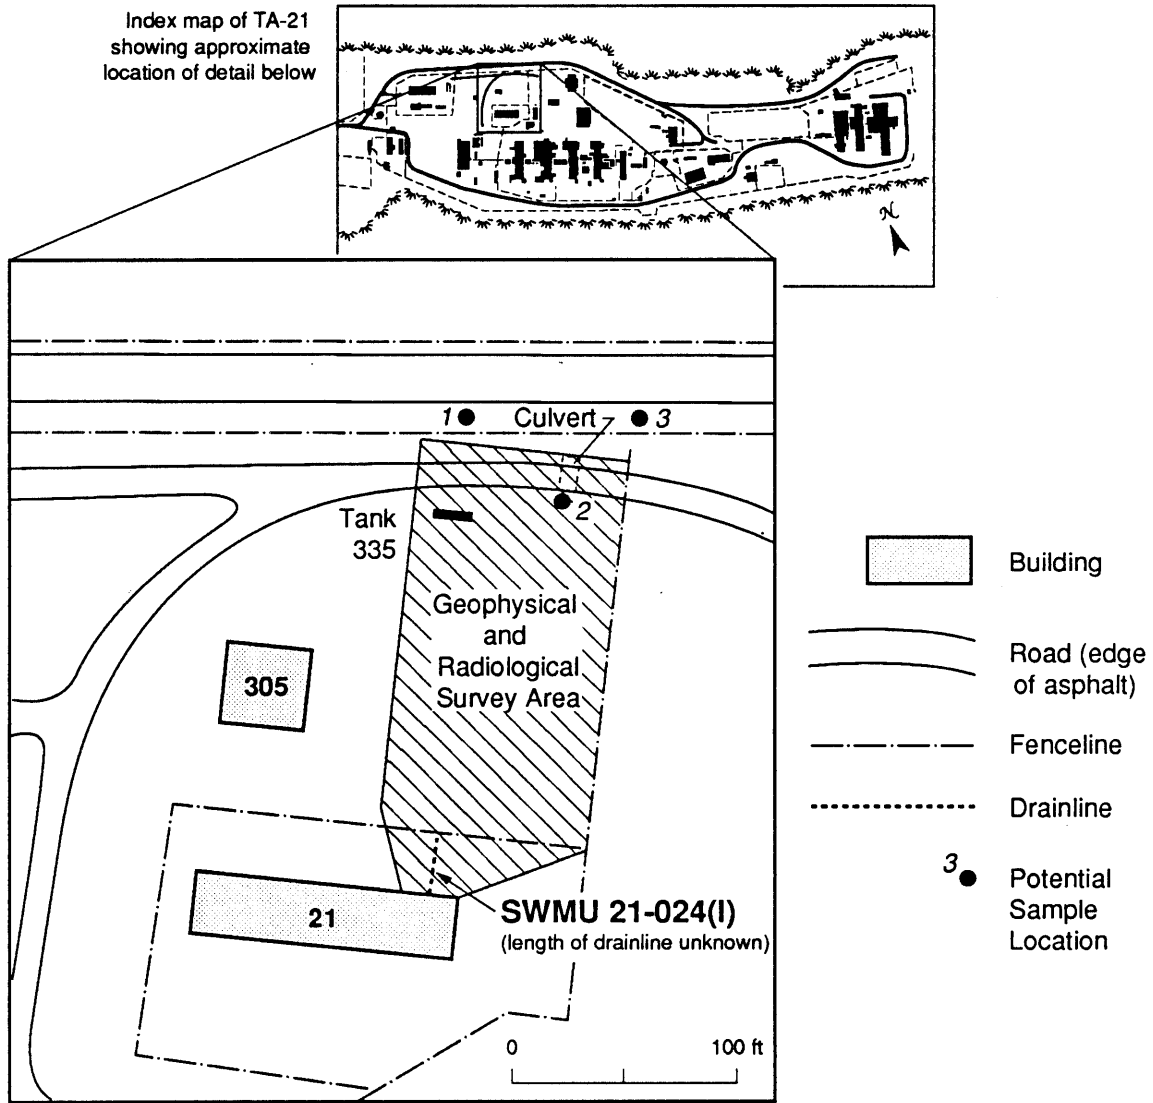 Index map of TA-21
showing approximate
location of detail below
N
1
Culvert
3
2
Tank
335
Geophysical
and
Radiological
Survey Area
305
21
SWMU 21-024(l)
(length of drainline unknown)
0
100 ft
Building
Road (edge
of asphalt)
Fenceline
Drainline
3
Potential
Sample
Location